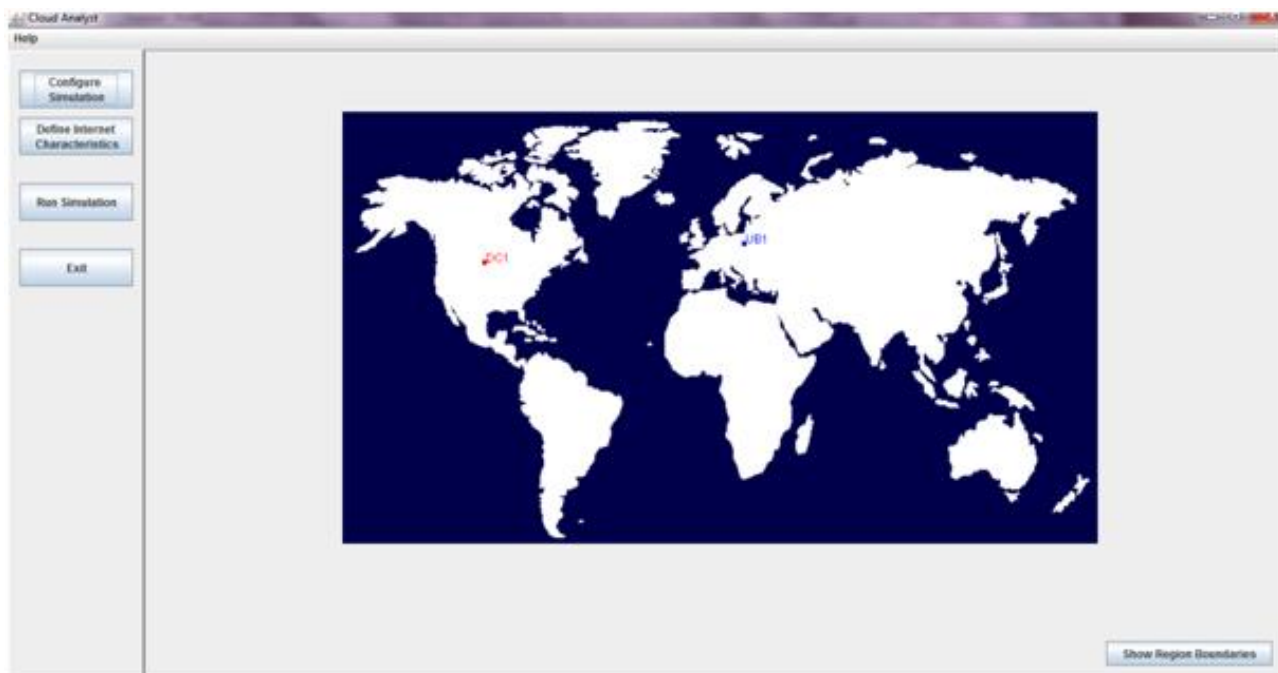 Cloud Analyst
Help
Configure
Simulation
Define Internet
Characteristics
Run Simulation
Exit
DC1
UB1
Show Region Boundaries